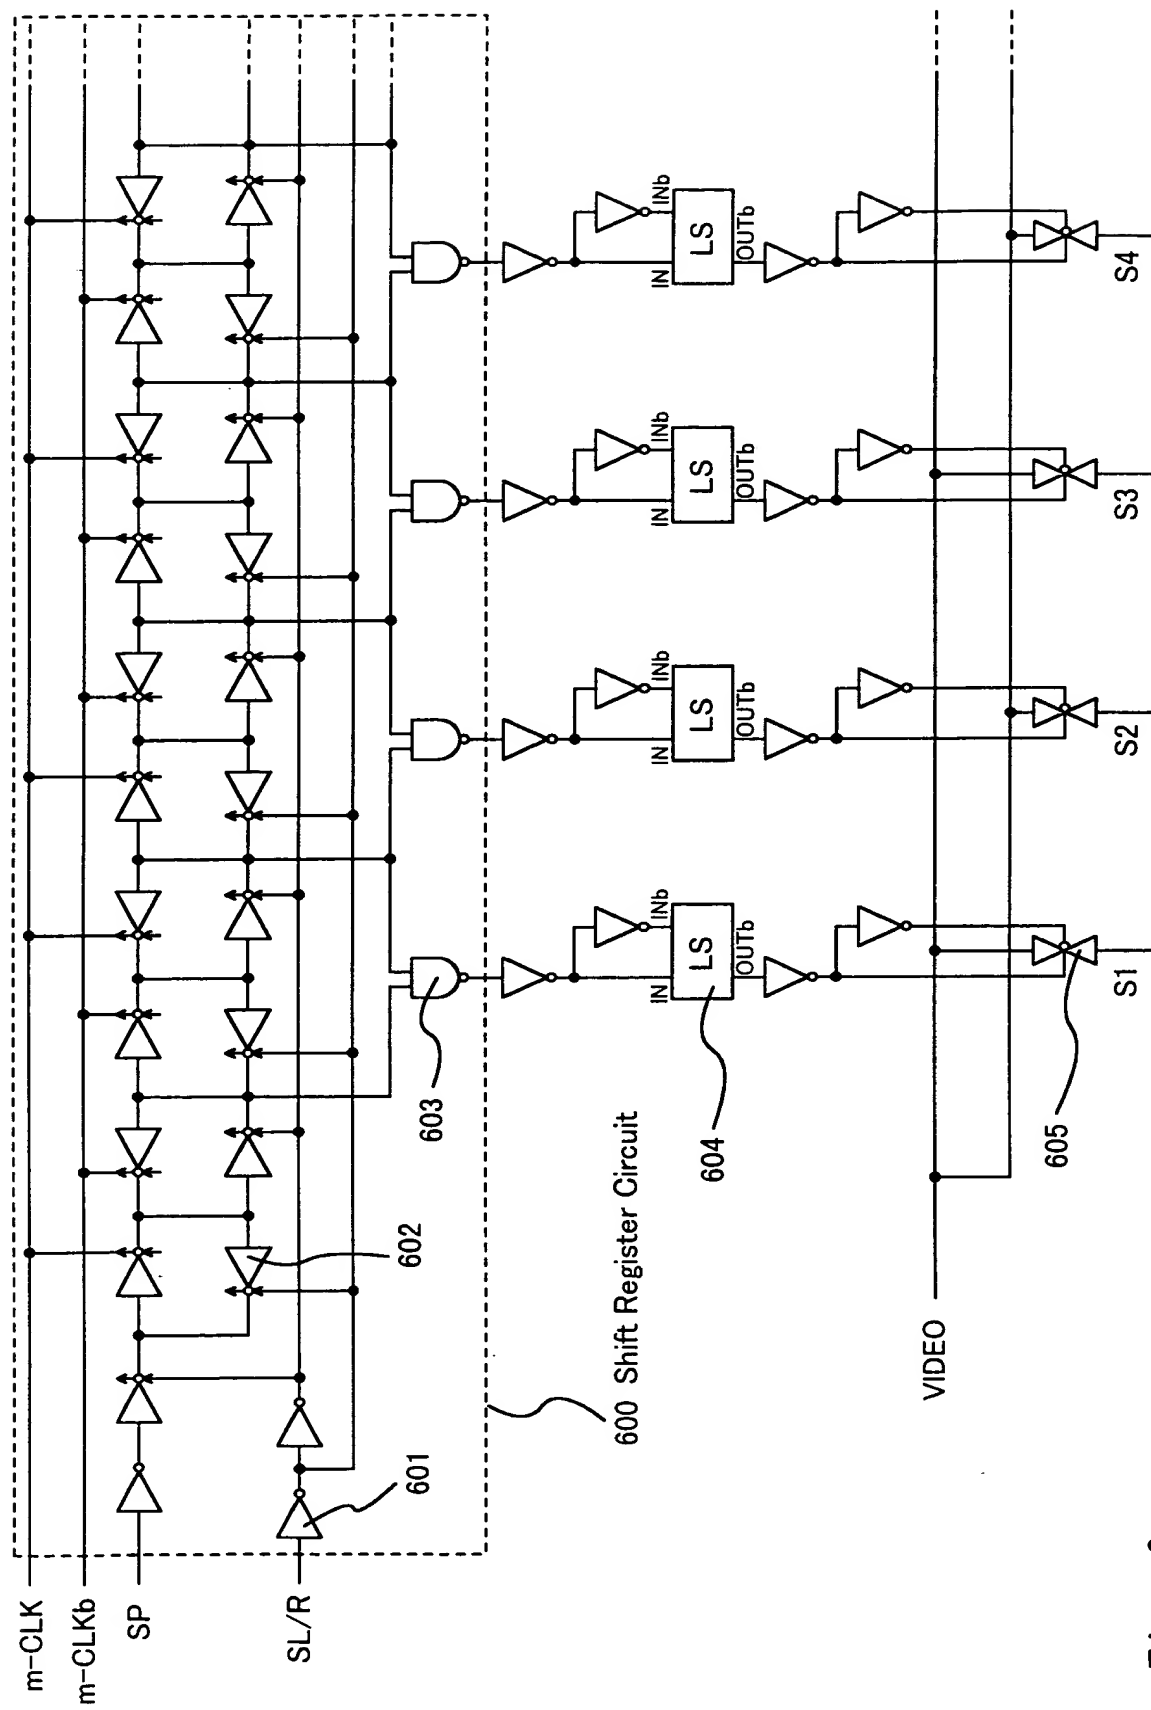 m-CLK
m-CLKb
SP
SL/R
601
602
603
600 Shift Register Circuit
IN
INb
LS
OUTb
604
IN
INb
LS
OUTb
IN
INb
LS
OUTb
IN
INb
LS
OUTb
VIDEO
605
S1
S2
S3
S4